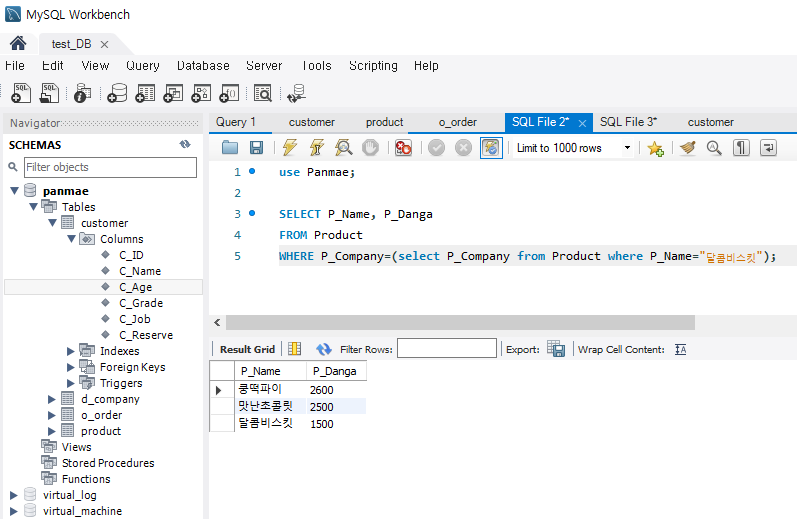 MySQL Workbench
test_DB
File Edit View Query Database Server Tools Scripting Help
Navigator
SCHEMAS
Filter objects
panmae
Tables
customer
Columns
C_ID
C_Name
C_Age
C_Grade
C_Job
C_Reserve
Indexes
Foreign Keys
Triggers
d_company
o_order
product
Views
Stored Procedures
Functions
virtual_log
virtual_machine
Query 1 customer product o_order SQL File 2* SQL File 3* customer
Limit to 1000 rows
1 use Panmae;
2
3 SELECT P_Name, P_Danga
4 FROM Product
5 WHERE P_Company=(select P_Company from Product where P_Name="달콤비스킷");
Result Grid Filter Rows: Export: Wrap Cell Content: IA
P_Name P_Danga
쿵떡파이 2600
맛난초콜릿 2500
달콤비스킷 1500